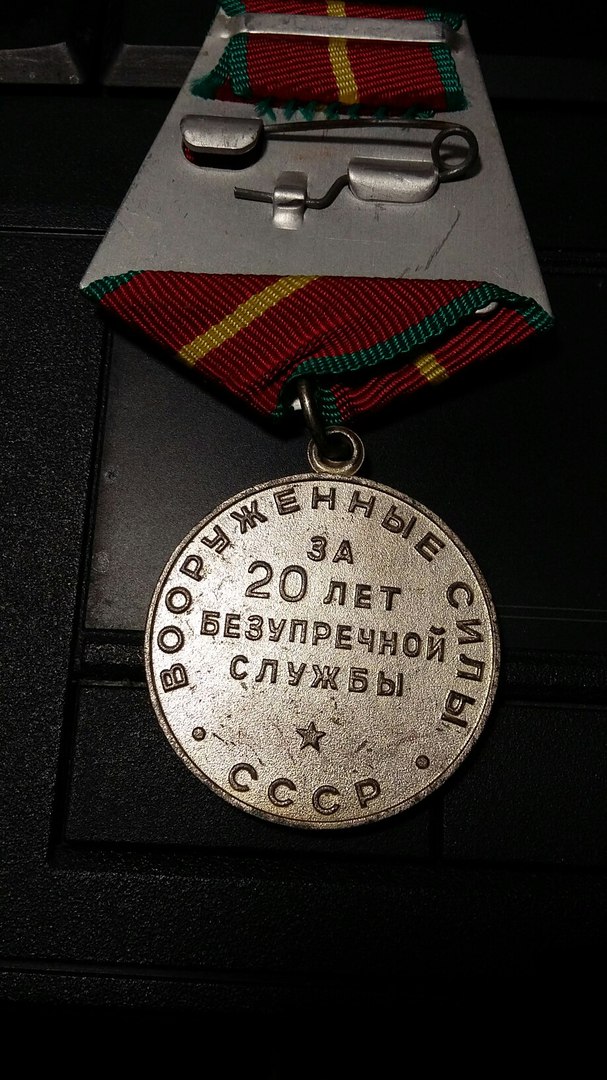 ВООРУЖЕННЫЕ СИЛЫ
ЗА
20 ЛЕТ
БЕЗУПРЕЧНОЙ
СЛУЖБЫ
СССР